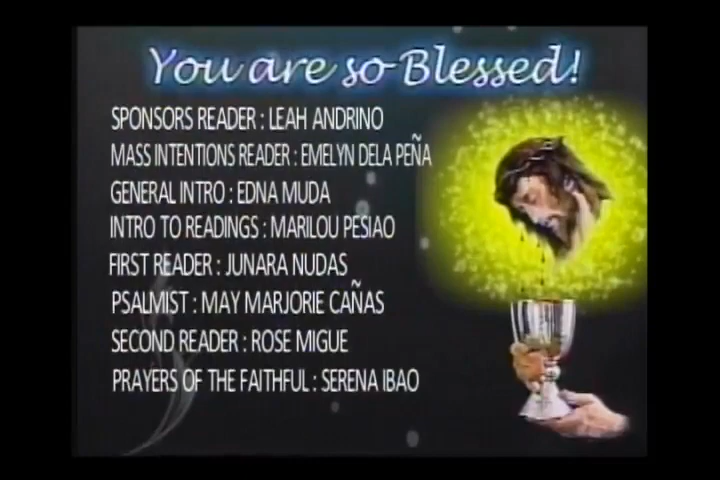 You are so Blessed!
SPONSORS READER : LEAH ANDRINO
MASS INTENTIONS READER : EMELYN DELA PEÑA
GENERAL INTRO : EDNA MUDA
INTRO TO READINGS : MARILOU PESIAO
FIRST READER : JUNARA NUDAS
PSALMIST : MAY MARJORIE CAÑAS
SECOND READER : ROSE MIGUE
PRAYERS OF THE FAITHFUL : SERENA IBAO